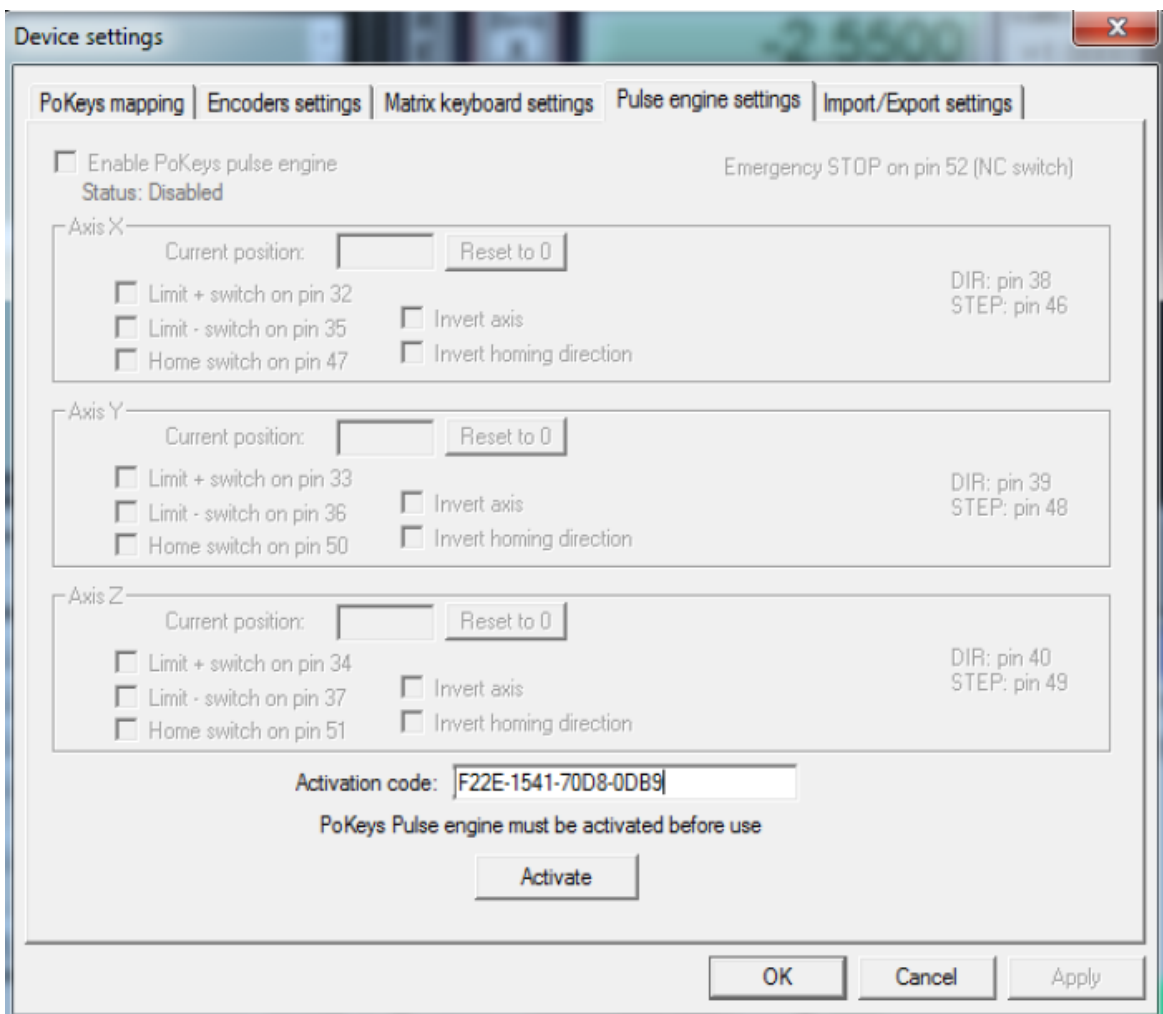 Device settings
-2.5500
PoKeys mapping Encoders settings Matrix keyboard settings Pulse engine settings Import/Export settings
Enable PoKeys pulse engine
Emergency STOP on pin 52 (NC switch)
Status: Disabled
Axis X
Current position: Reset to 0
Limit + switch on pin 32
Limit - switch on pin 35
Home switch on pin 47
Invert axis
Invert homing direction
DIR: pin 38
STEP: pin 46
Axis Y
Current position: Reset to 0
Limit + switch on pin 33
Limit - switch on pin 36
Home switch on pin 50
Invert axis
Invert homing direction
DIR: pin 39
STEP: pin 48
Axis Z
Current position: Reset to 0
Limit + switch on pin 34
Limit - switch on pin 37
Home switch on pin 51
Invert axis
Invert homing direction
DIR: pin 40
STEP: pin 49
Activation code: F22E-1541-70D8-0DB9
PoKeys Pulse engine must be activated before use
Activate
OK Cancel Apply